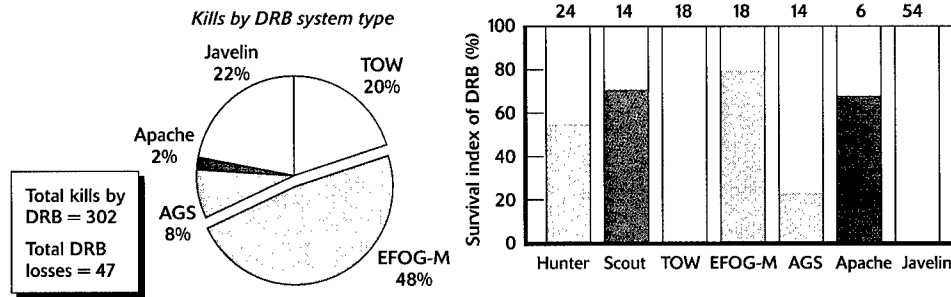 Kills by DRB system type
Javelin
22%
TOW
20%
Apache
2%
AGS
8%
EFOG-M
48%
Total kills by
DRB = 302
Total DRB
losses = 47
Survival index of DRB (%)
24 14 18 18 14 6 54
100
80
60
40
20
0
Hunter Scout TOW EFOG-M AGS Apache Javelin